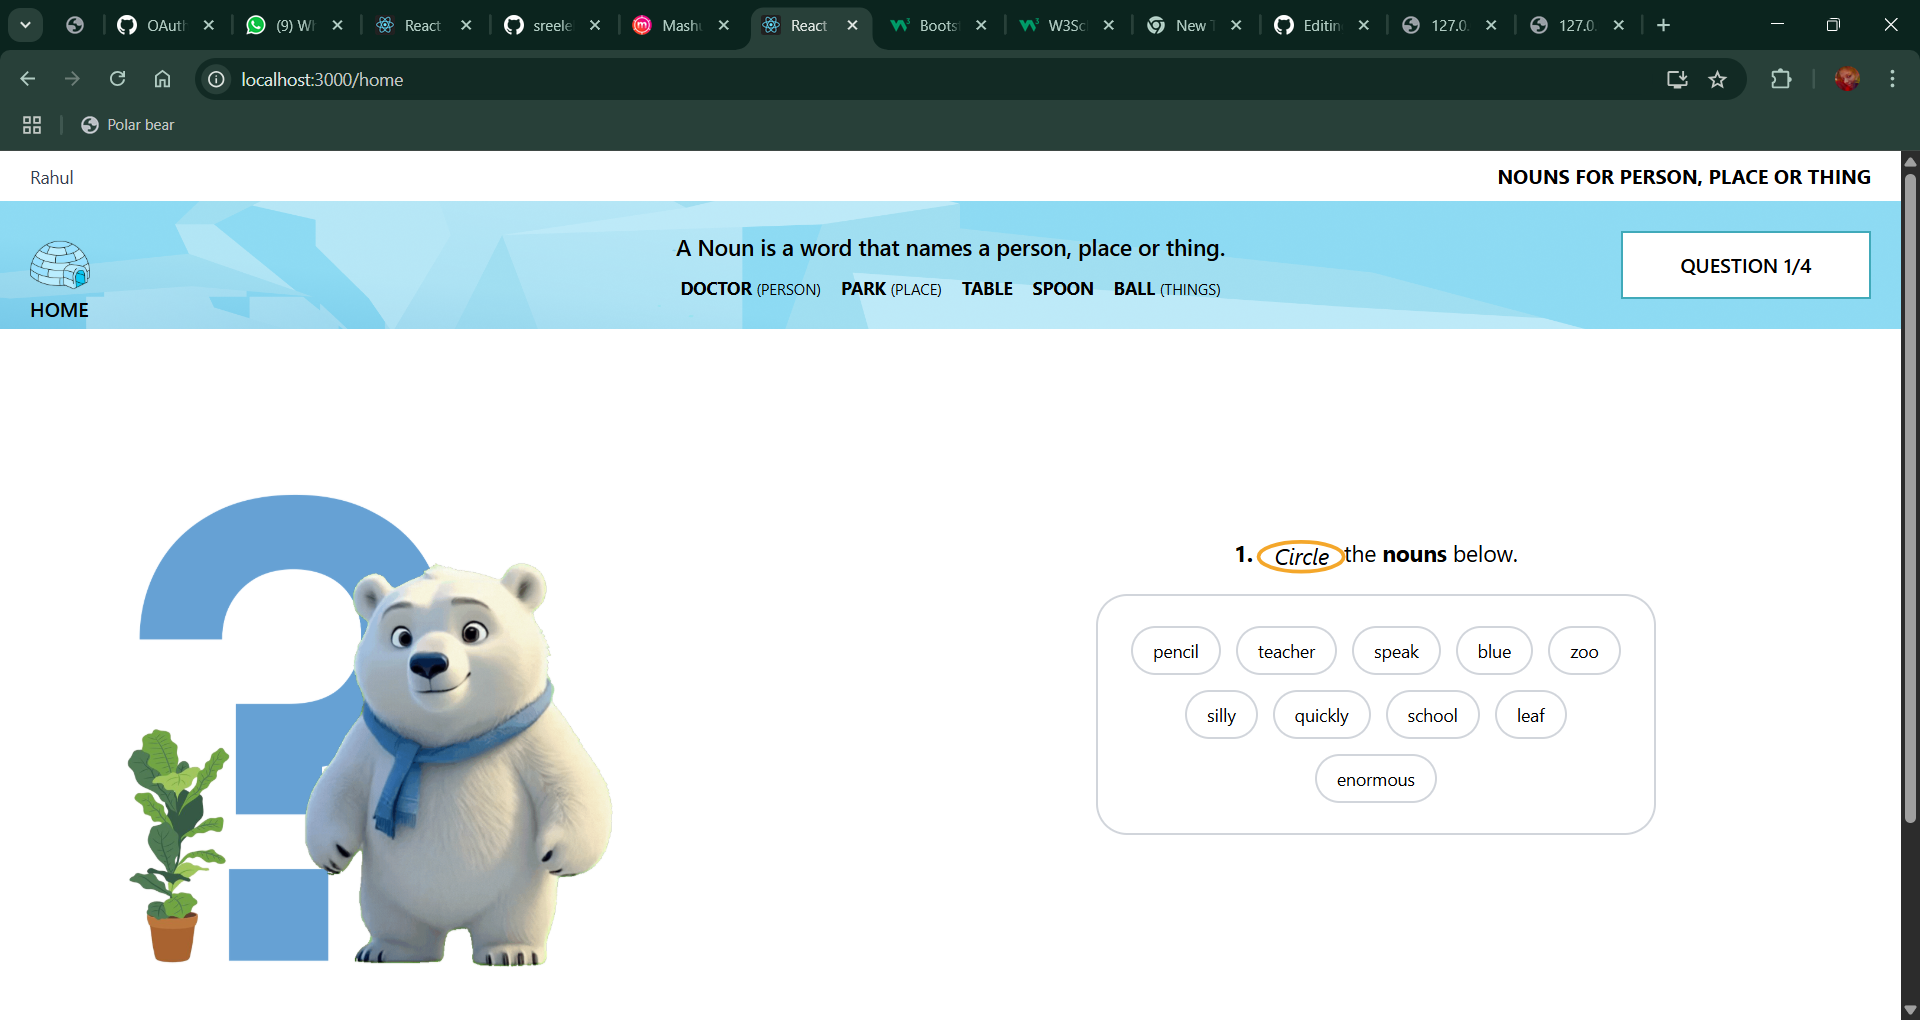 OAuth
(9) Wh
React
sreele
Mashu
React
Boots
W3Sc
New T
Editin
127.0.
127.0.
localhost:3000/home
Polar bear
Rahul
NOUNS FOR PERSON, PLACE OR THING
A Noun is a word that names a person, place or thing.
DOCTOR (PERSON) PARK (PLACE) TABLE SPOON BALL (THINGS)
HOME
QUESTION 1/4
1. Circle the nouns below.
pencil teacher speak blue zoo
silly quickly school leaf
enormous